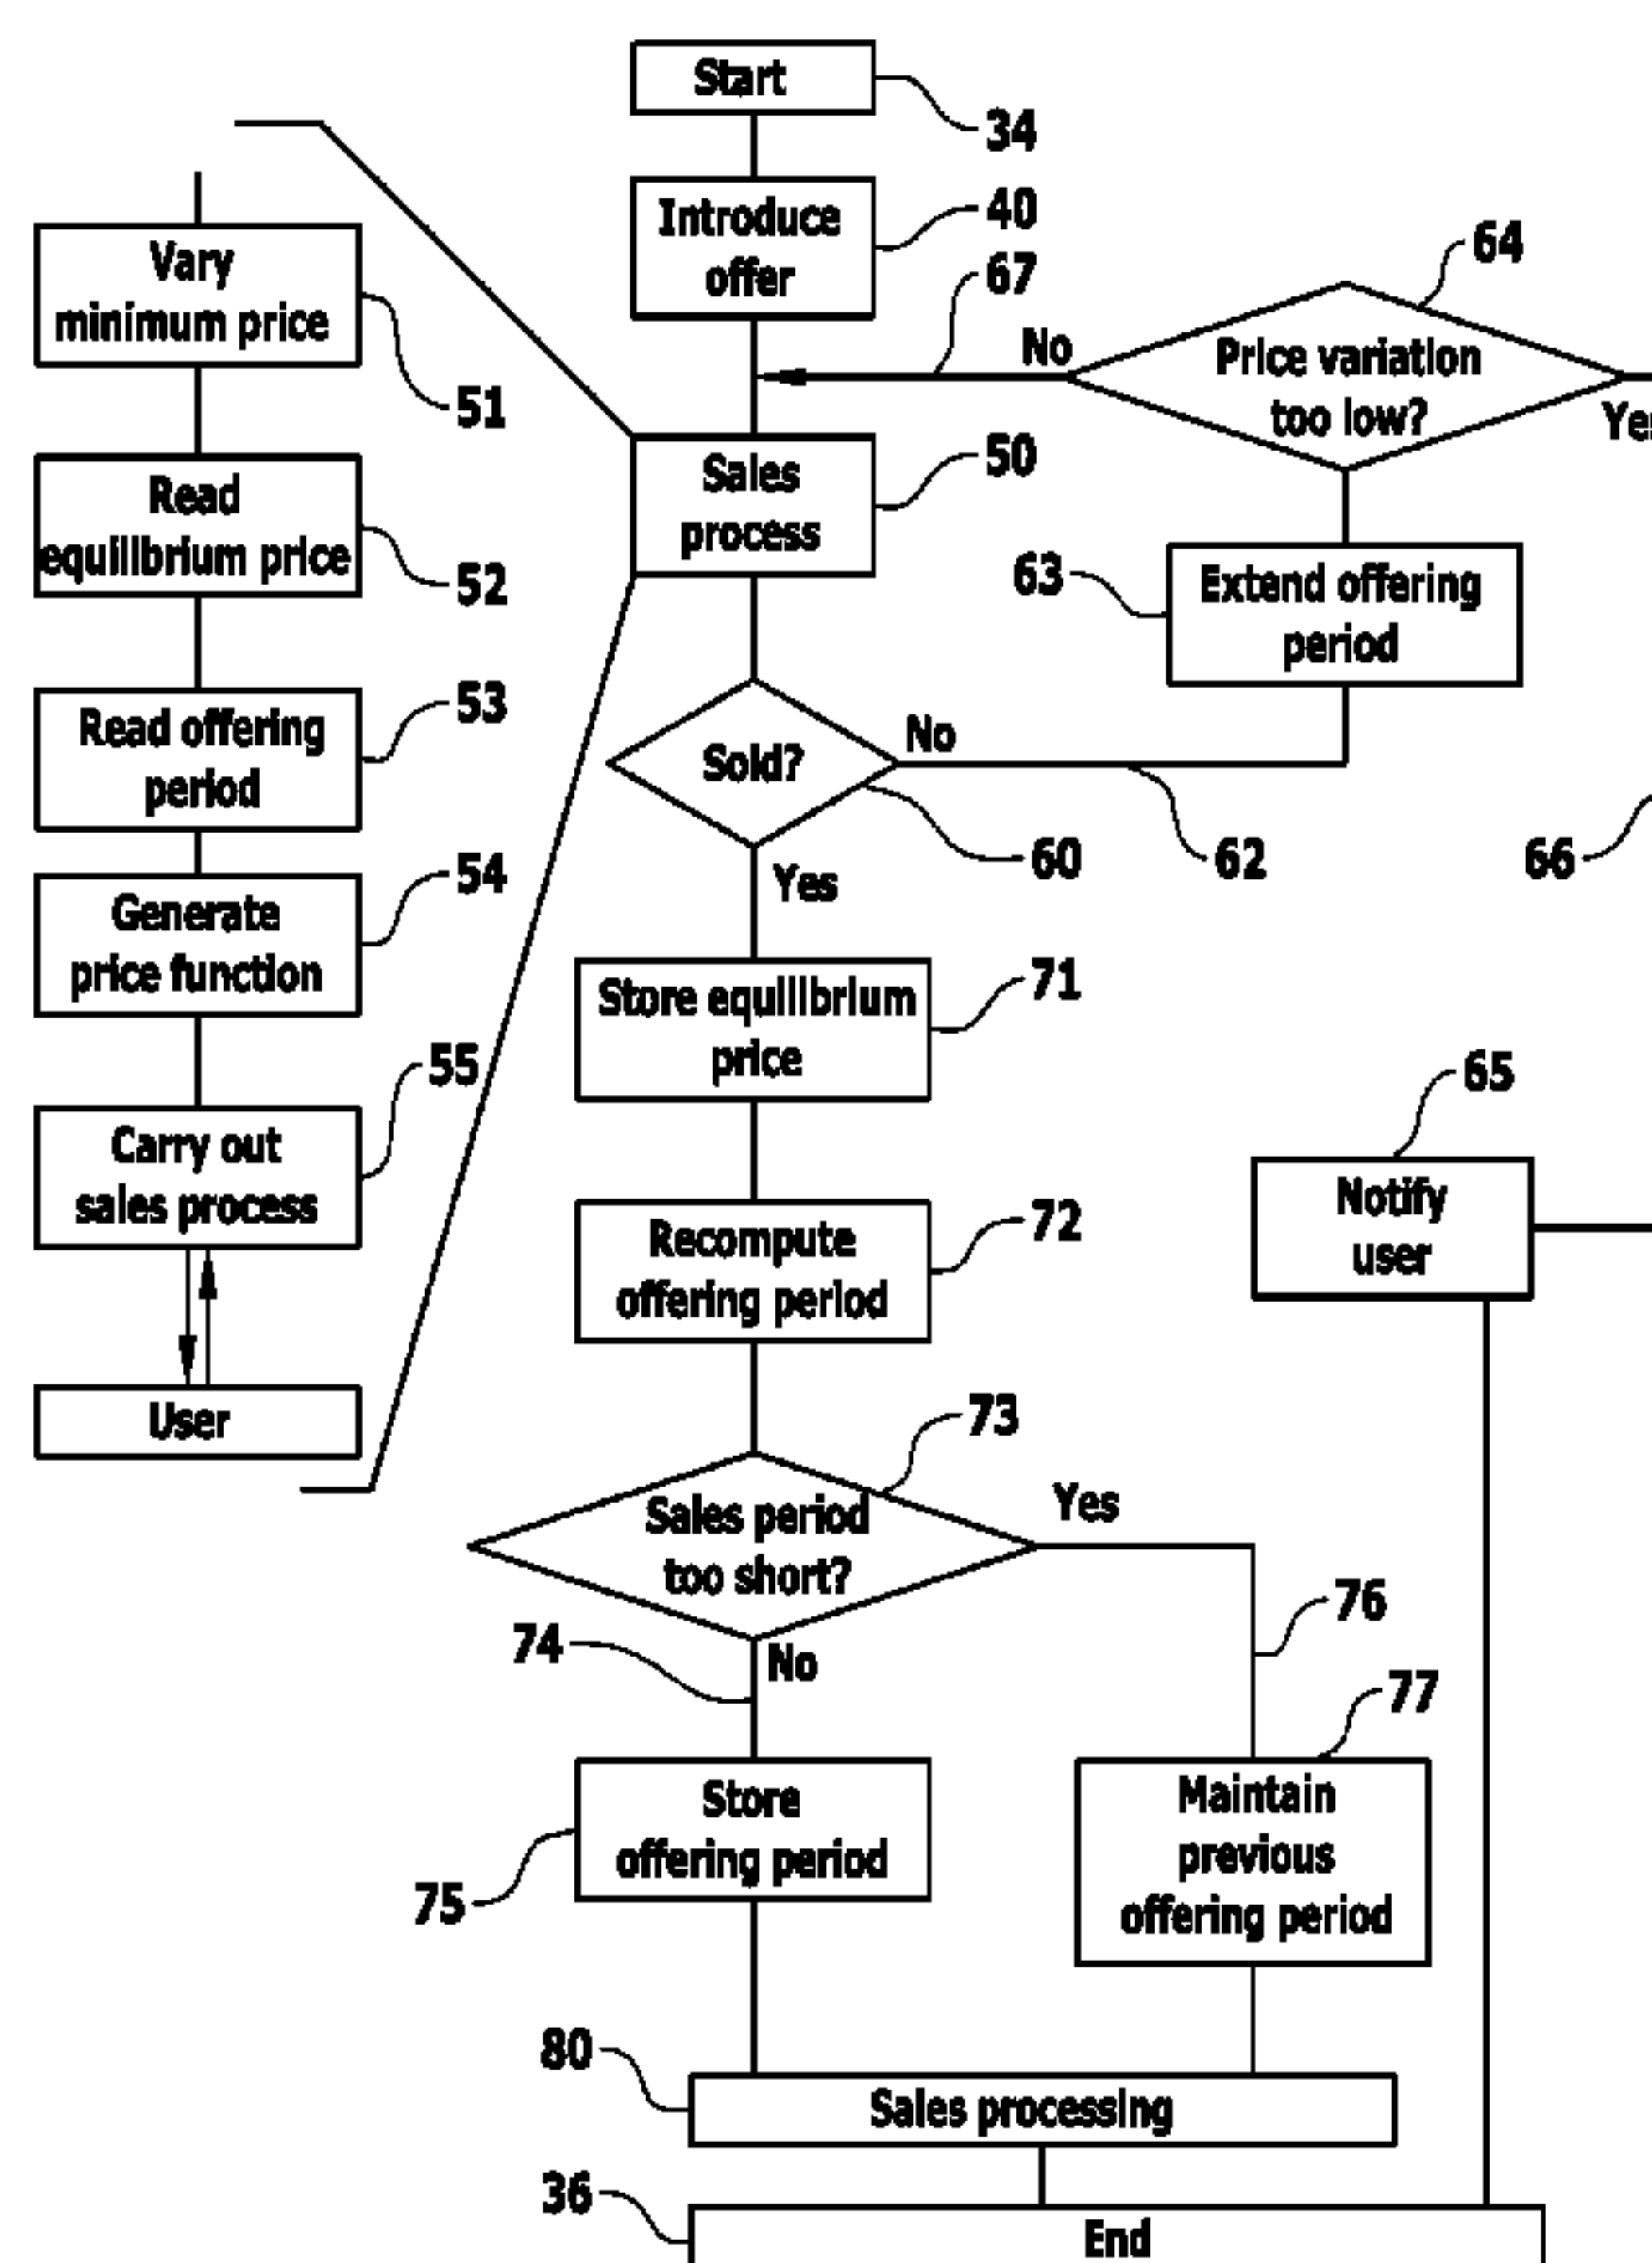 Start
34
Introduce
offer
40
67
64
Vary
minimum price
51
No
Price variation
too low?
Yes
Sales
process
50
Read
equilibrium price
52
63
Extend offering
period
Read offering
period
53
Sold?
No
60
62
66
Yes
Generate
price function
54
Store equilibrium
price
71
Carry out
sales process
55
65
Notify
user
Recompute
offering period
72
User
73
Sales period
too short?
Yes
76
74
No
77
Store
offering period
75
Maintain
previous
offering period
80
Sales processing
36
End